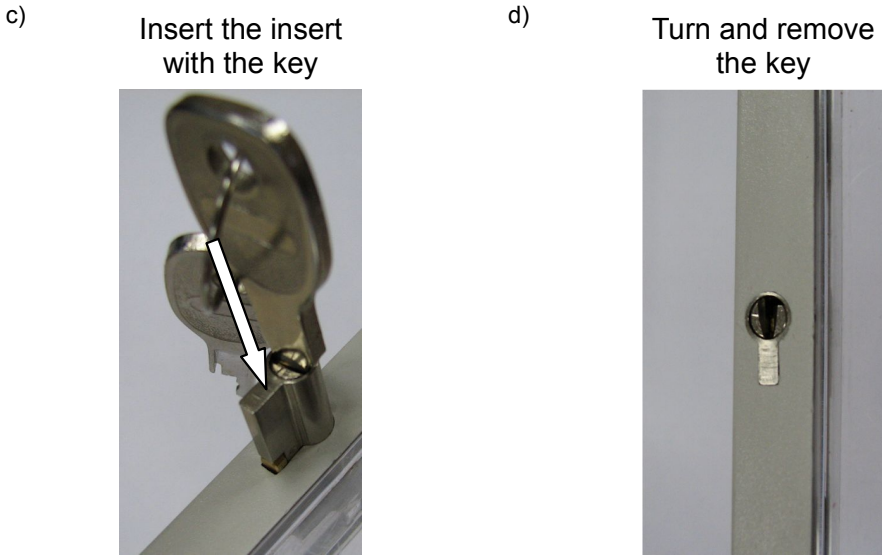 c)
Insert the insert
with the key
d)
Turn and remove
the key